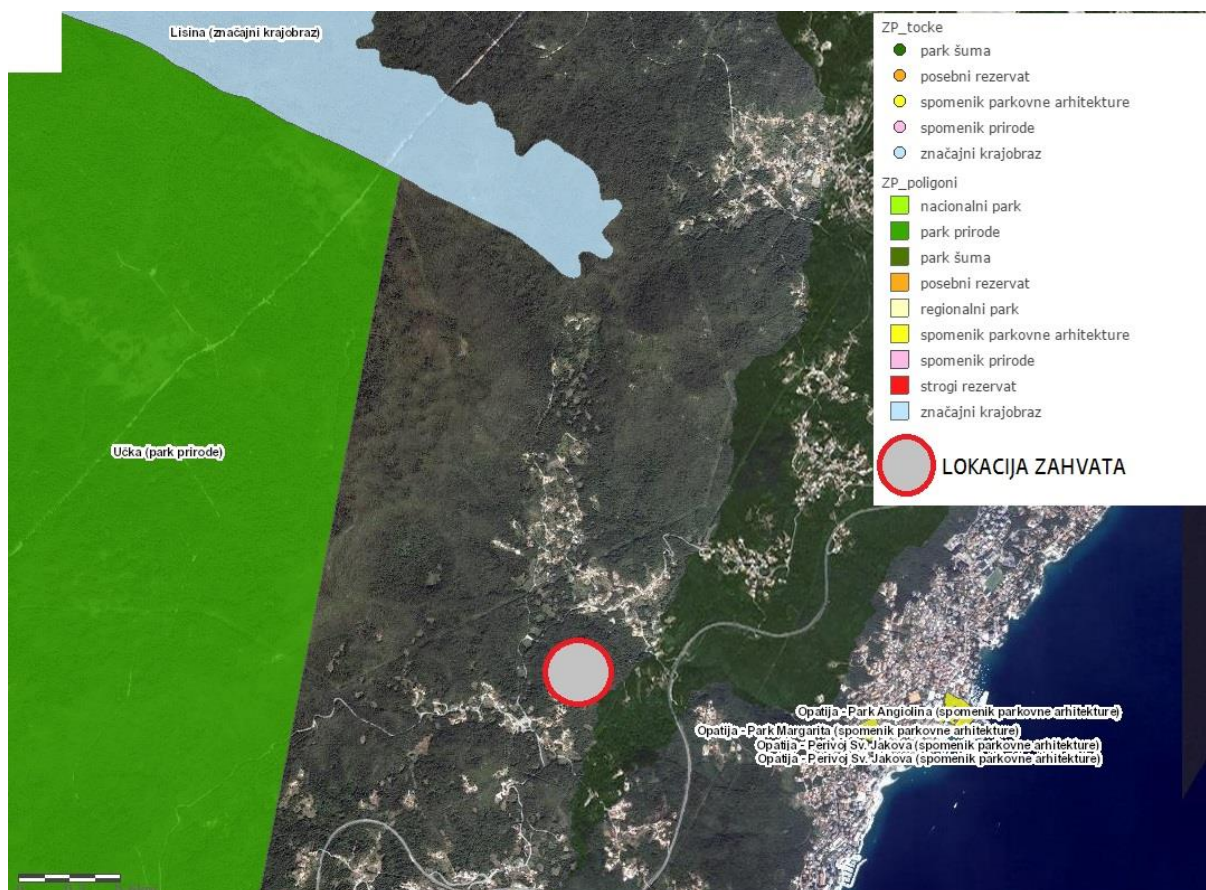 Lisina (značajni krajobraz)
Učka (park prirode)
Opatija - Park Angiolina (spomenik parkovne arhitekture)
Opatija - Park Margarita (spomenik parkovne arhitekture)
Opatija - Perivoj Sv. Jakova (spomenik parkovne arhitekture)
Opatija - Perivoj Sv. Jakova (spomenik parkovne arhitekture)
ZP_tocke
park šuma
posebni rezervat
spomenik parkovne arhitekture
spomenik prirode
značajni krajobraz
ZP_poligoni
nacionalni park
park prirode
park šuma
posebni rezervat
regionalni park
spomenik parkovne arhitekture
spomenik prirode
strogi rezervat
značajni krajobraz
LOKACIJA ZAHVATA